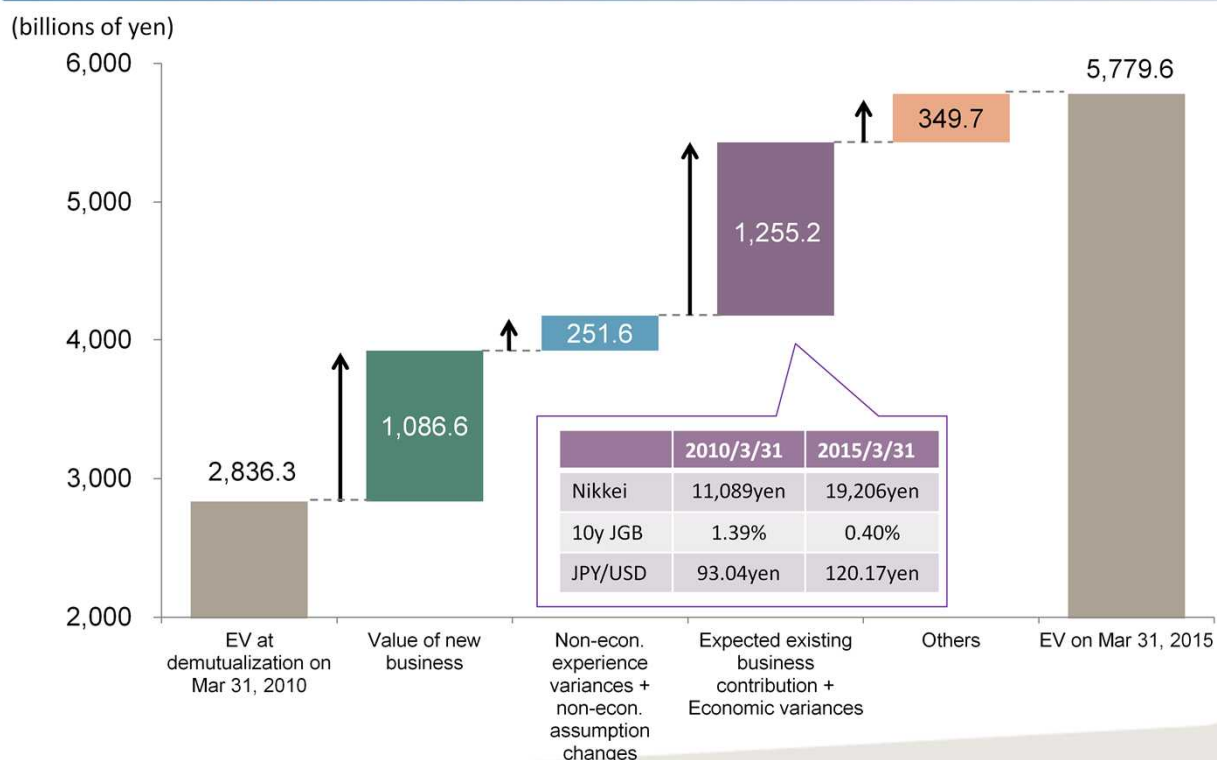 (billions of yen)
6,000
5,000
4,000
3,000
2,000
2,836.3
1,086.6
251.6
1,255.2
349.7
5,779.6
2010/3/31 2015/3/31
Nikkei 11,089yen 19,206yen
10y JGB 1.39% 0.40%
JPY/USD 93.04yen 120.17yen
EV at
demutualization on
Mar 31, 2010
Value of new
business
Non-econ.
experience
variances +
non-econ.
assumption
changes
Expected existing
business
contribution +
Economic variances
Others
EV on Mar 31, 2015